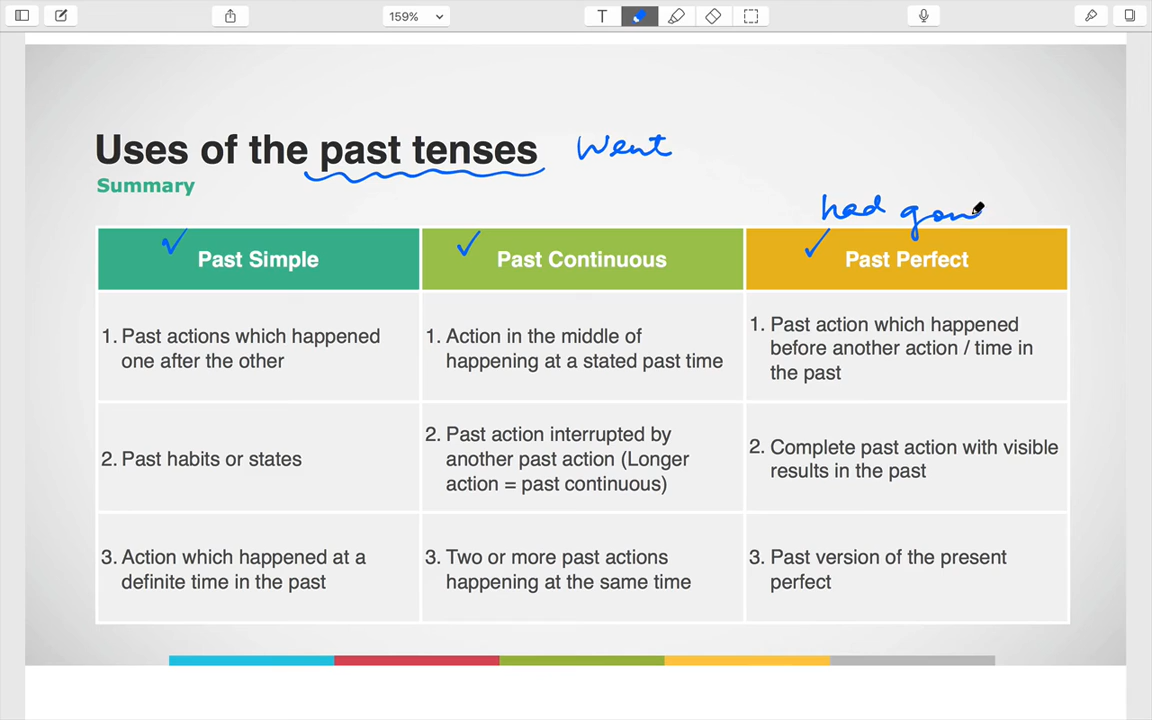 159%
T
Uses of the past tenses Went
Summary
had gon
Past Simple
Past Continuous
Past Perfect
1. Past actions which happened
one after the other
1. Action in the middle of
happening at a stated past time
1. Past action which happened
before another action / time in
the past
2. Past habits or states
2. Past action interrupted by
another past action (Longer
action = past continuous)
2. Complete past action with visible
results in the past
3. Action which happened at a
definite time in the past
3. Two or more past actions
happening at the same time
3. Past version of the present
perfect